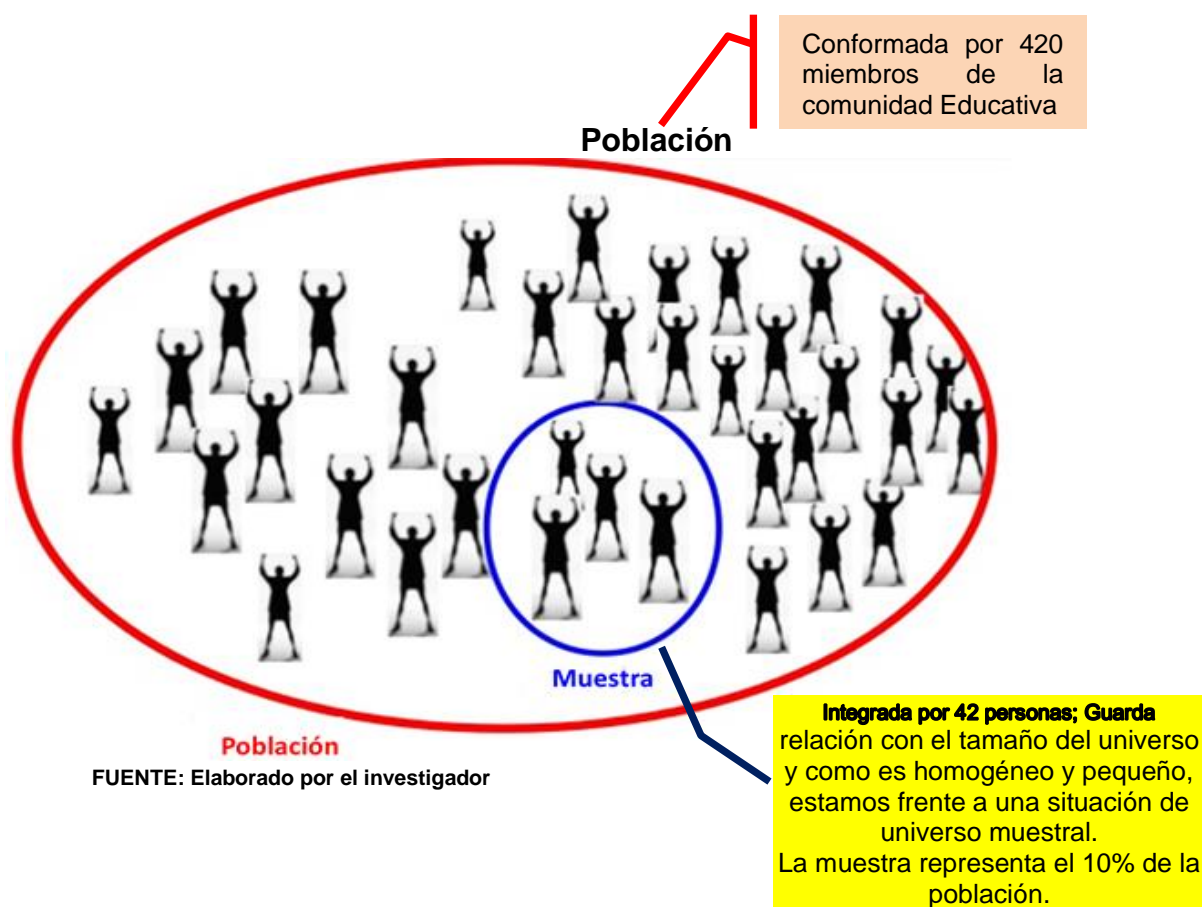 Conformada por 420
miembros de la
comunidad Educativa
Población
Muestra
Integrada por 42 personas; Guarda
relación con el tamaño del universo
y como es homogéneo y pequeño,
estamos frente a una situación de
universo muestral.
La muestra representa el 10% de la
población.
Población
FUENTE: Elaborado por el investigador